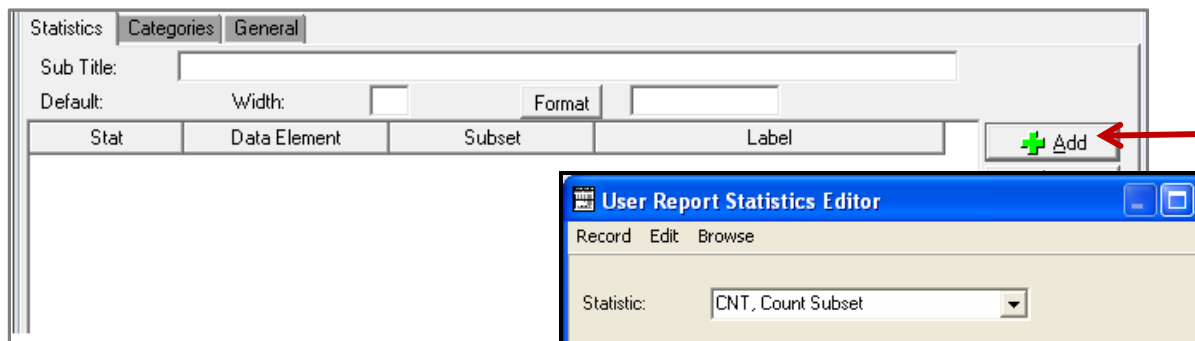 Statistics Categories General
Sub Title:
Default: Width: Format
Stat Data Element Subset Label
Add
User Report Statistics Editor
Record Edit Browse
Statistic: CNT, Count Subset